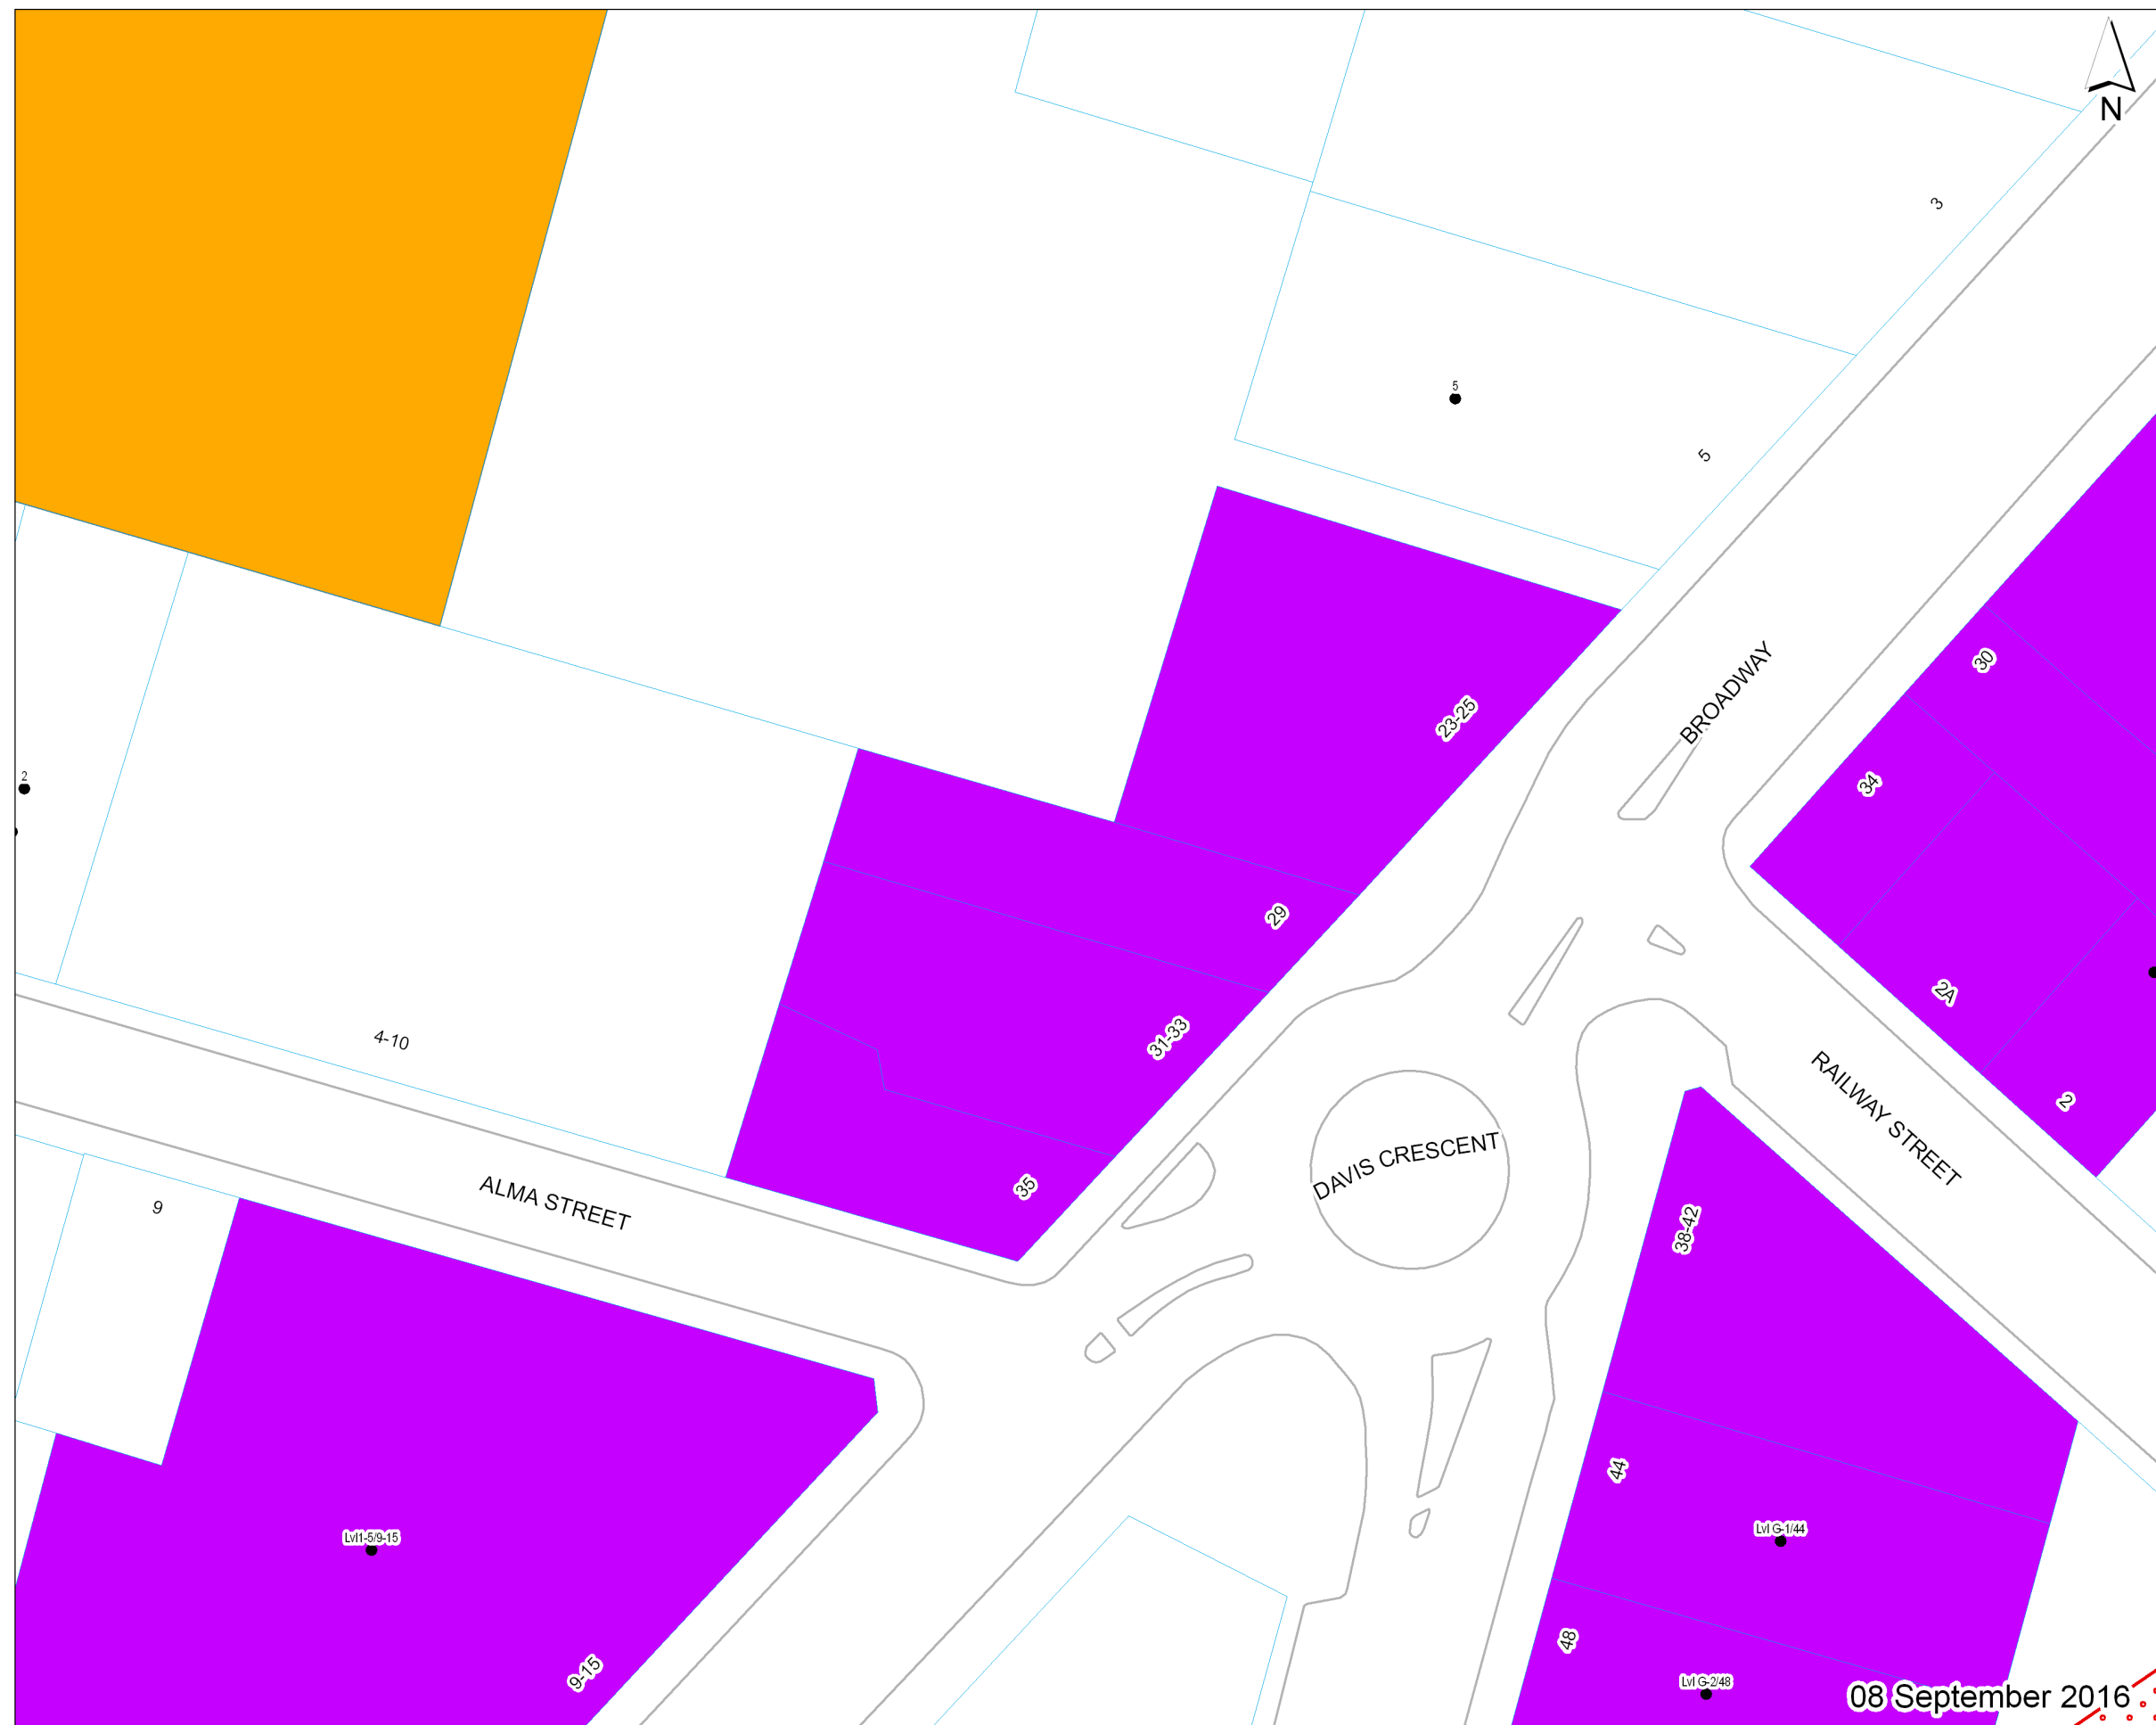 N
3
5
5
BROADWAY
30
23-25
34
2
29
2A
31-33
4-10
RAILWAY STREET
2
DAVIS CRESCENT
35
ALMA STREET
9
38-42
44
Lvl1-5/9-15
Lvl G-1/44
48
9-15
Lvl G-2/48
08 September 2016